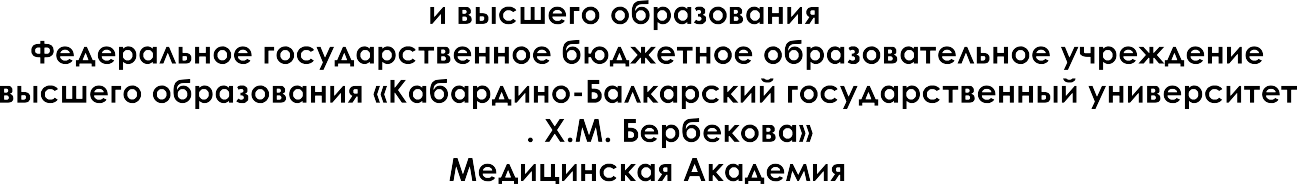 и высшего образования
Федеральное государственное бюджетное образовательное учреждение
высшего образования «Кабардино-Балкарский государственный университет
. Х.М. Бербекова»
Медицинская Академия